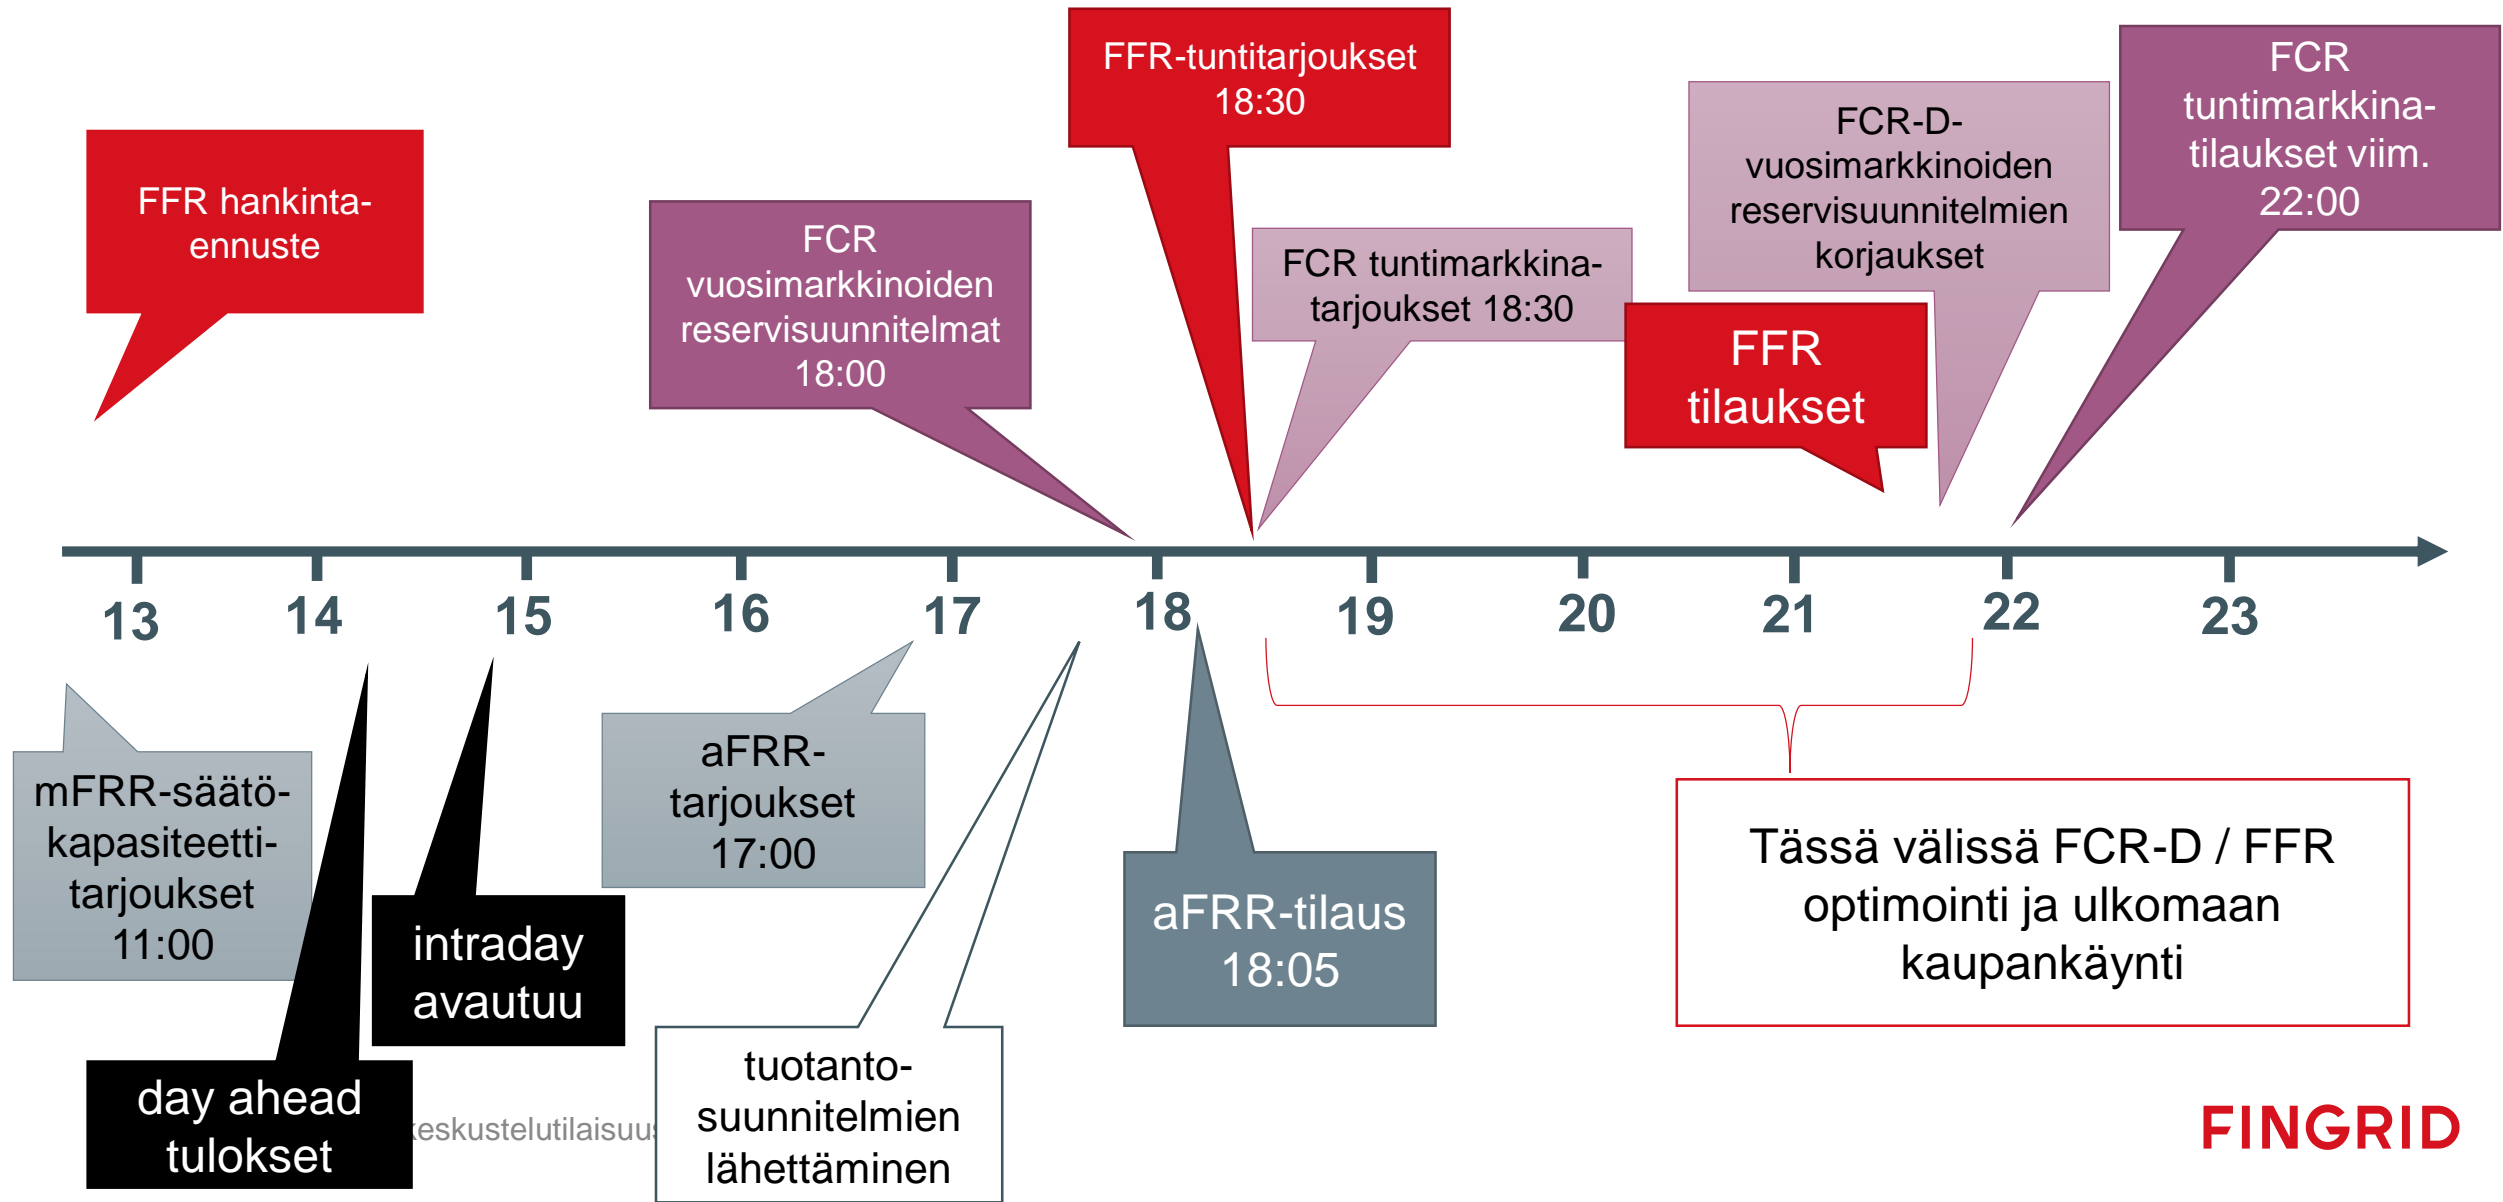 FFR hankinta-
ennuste
FCR
vuosimarkkinoiden
reservisuunnitelmat
18:00
FFR-tuntitarjoukset
18:30
FCR tuntimarkkina-
tarjoukset 18:30
FFR
tilaukset
FCR-D-
vuosimarkkinoiden
reservisuunnitelmien
korjaukset
FCR
tuntimarkkina-
tilaukset viim.
22:00
13 14 15 16 17 18 19 20 21 22 23
mFRR-säätö-
kapasiteetti-
tarjoukset
11:00
day ahead
tulokset
intraday
avautuu
aFRR-
tarjoukset
17:00
tuotanto-
suunnitelmien
lähettäminen
aFRR-tilaus
18:05
Tässä välissä FCR-D / FFR
optimointi ja ulkomaan
kaupankäynti
keskustelutilaisuus
FINGRID